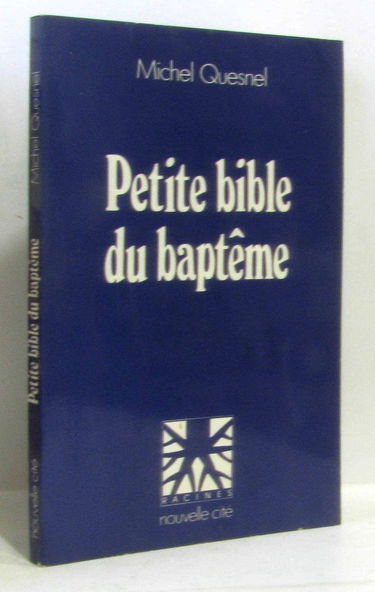 Michel Quesnel
Petite bible
du baptême
RACINES
nouvelle cité
Michel Quesnel
Petite bible du baptême
nouvelle cité